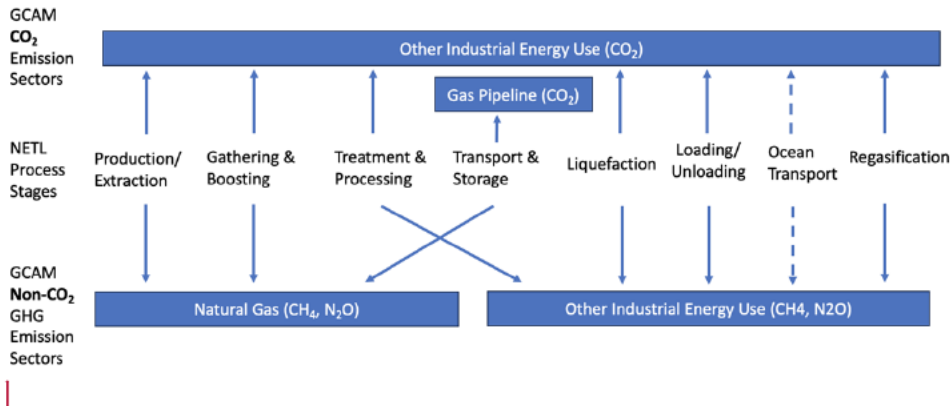 GCAM
CO₂
Emission
Sectors
Other Industrial Energy Use (CO₂)
Gas Pipeline (CO₂)
NETL
Process
Stages
Production/
Extraction
Gathering &
Boosting
Treatment &
Processing
Transport &
Storage
Liquefaction
Loading/
Unloading
Ocean
Transport
Regasification
GCAM
Non-CO₂
GHG
Emission
Sectors
Natural Gas (CH₄, N₂O)
Other Industrial Energy Use (CH4, N2O)